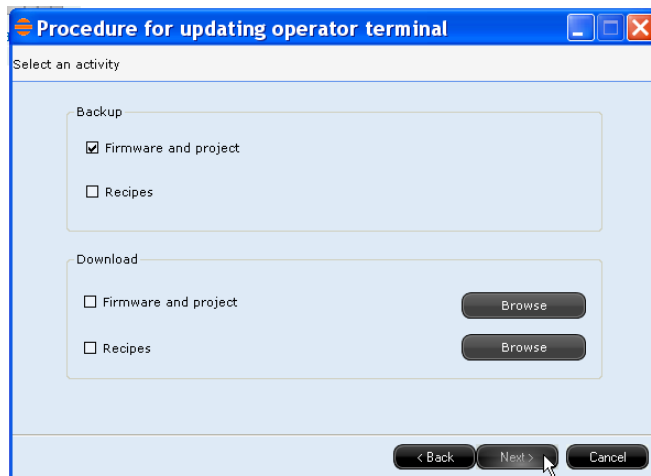 Procedure for updating operator terminal
Select an activity
Backup
Firmware and project
Recipes
Download
Firmware and project
Browse
Recipes
Browse
< Back
Next >
Cancel